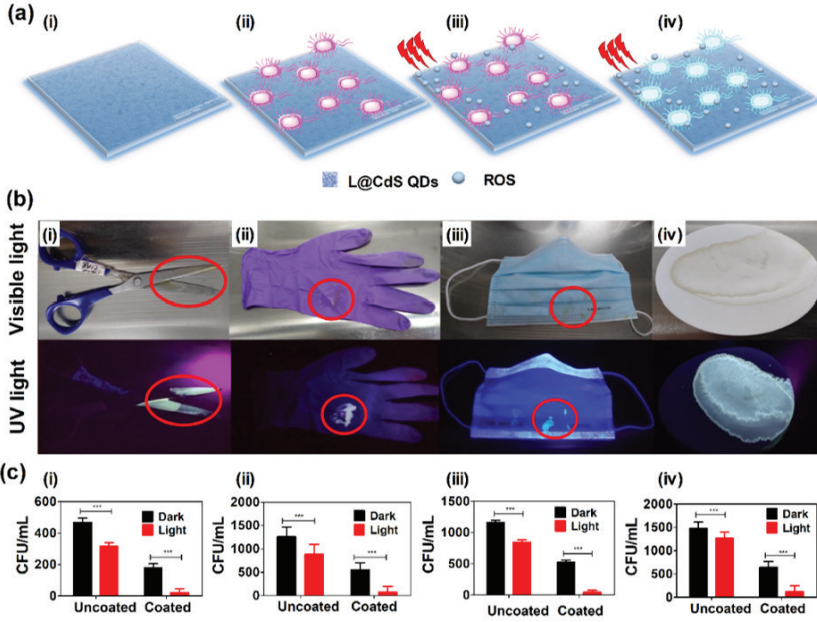 (a)
(i) (ii) (iii) (iv)
L@CdS QDs ROS
(b)
Visible light
(i) (ii) (iii) (iv)
UV light
(c)
(i) (ii) (iii) (iv)
CFU/mL
600
400
200
0
***
***
Dark
Light
Uncoated Coated
CFU/mL
2000
1500
1000
500
0
***
***
Dark
Light
Uncoated Coated
CFU/mL
1500
1000
500
0
***
***
Dark
Light
Uncoated Coated
CFU/mL
2000
1500
1000
500
0
***
***
Dark
Light
Uncoated Coated